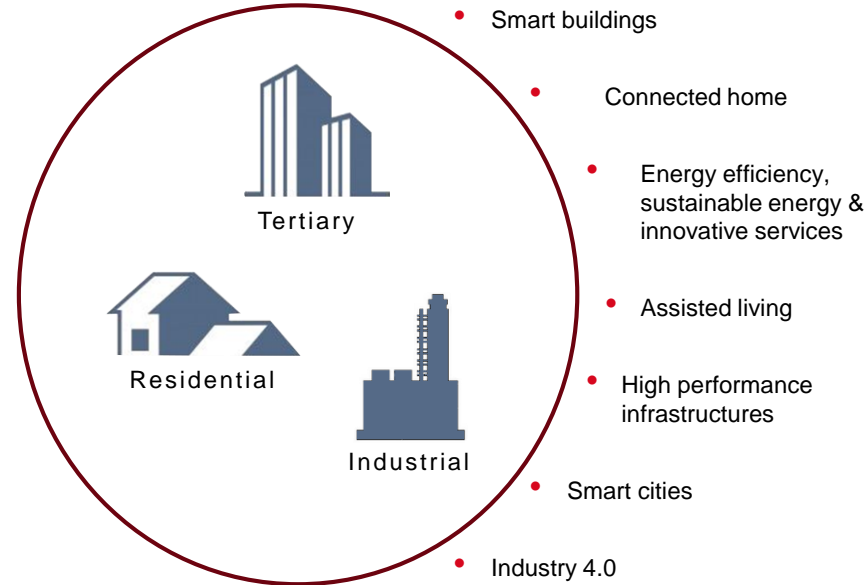 Smart buildings
Connected home
Energy efficiency,
sustainable energy &
innovative services
Tertiary
Assisted living
Residential
High performance
infrastructures
Industrial
Smart cities
Industry 4.0